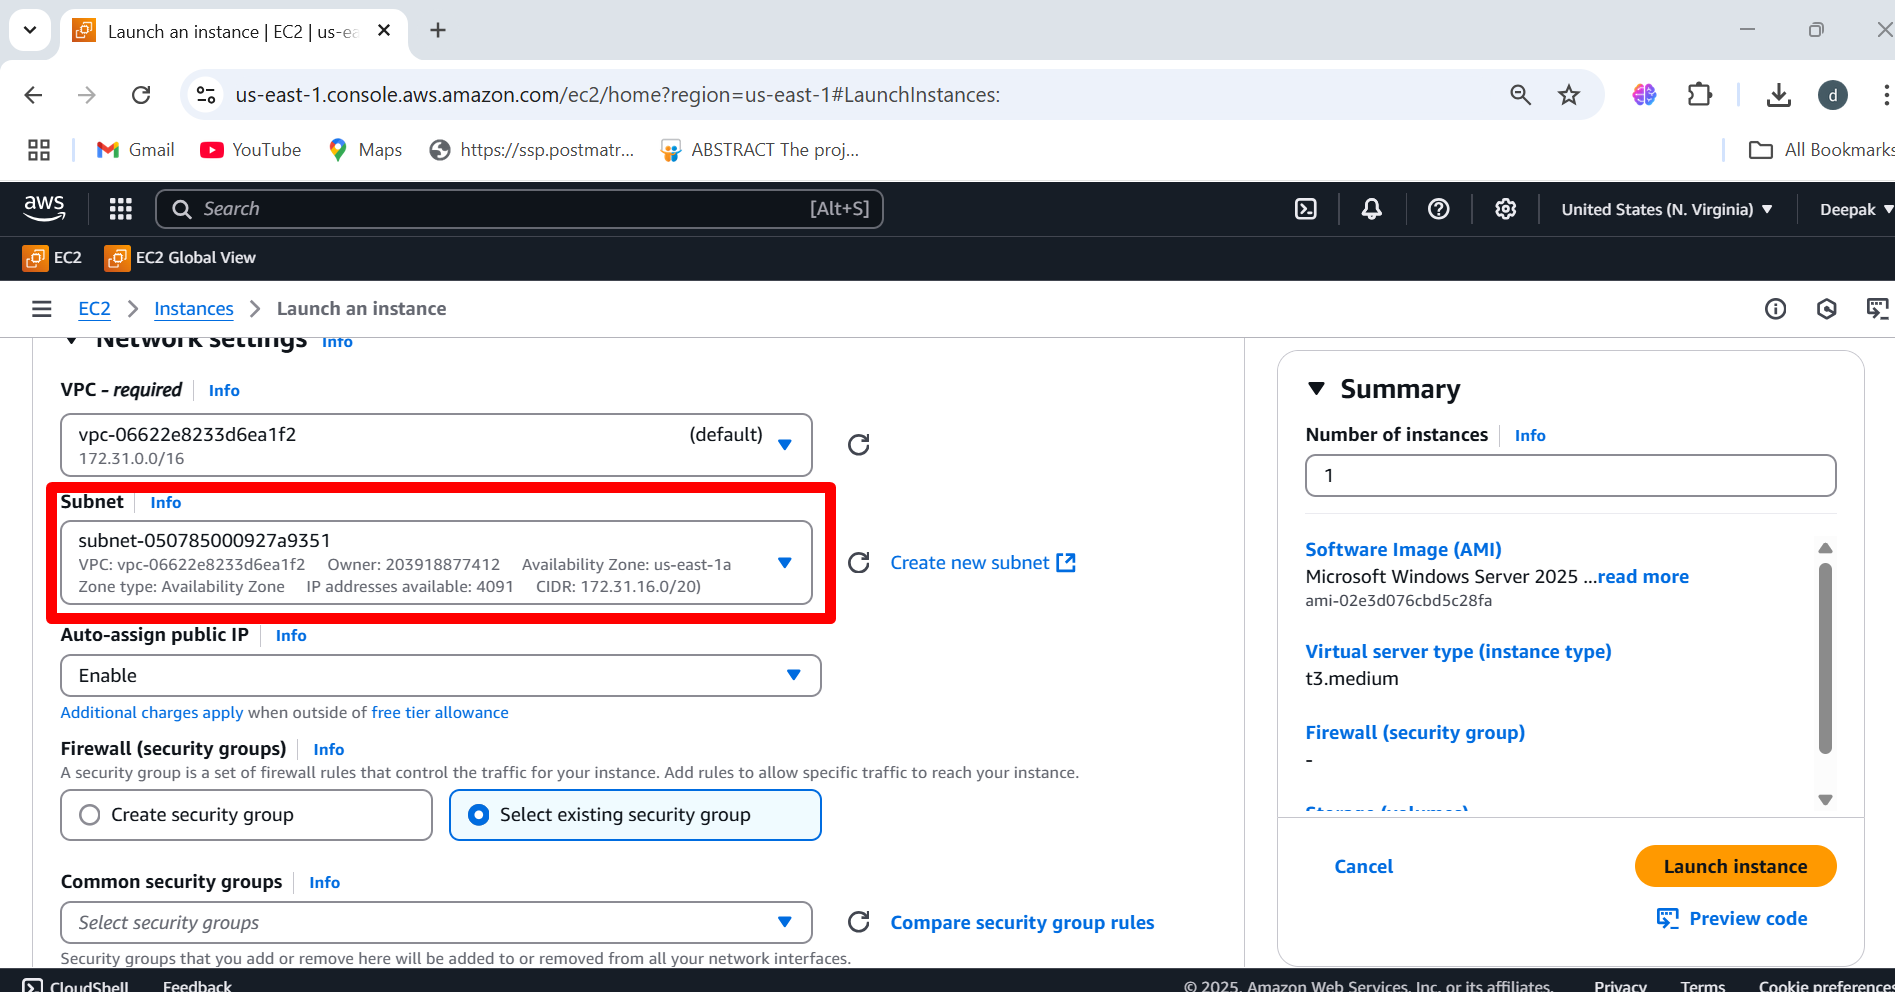 Launch an instance | EC2 | us-ea
us-east-1.console.aws.amazon.com/ec2/home?region=us-east-1#LaunchInstances:
d
Gmail
YouTube
Maps
https://ssp.postmatr...
ABSTRACT The proj...
All Bookmarks
aws
Search
[Alt+S]
United States (N. Virginia)
Deepak
EC2
EC2 Global View
EC2
Instances
Launch an instance
Network settings Info
VPC - required Info
vpc-06622e8233d6ea1f2 (default)
172.31.0.0/16
Subnet Info
subnet-050785000927a9351
VPC: vpc-06622e8233d6ea1f2 Owner: 203918877412 Availability Zone: us-east-1a
Zone type: Availability Zone IP addresses available: 4091 CIDR: 172.31.16.0/20)
Create new subnet
Auto-assign public IP Info
Enable
Additional charges apply when outside of free tier allowance
Firewall (security groups) Info
A security group is a set of firewall rules that control the traffic for your instance. Add rules to allow specific traffic to reach your instance.
Create security group
Select existing security group
Common security groups Info
Select security groups
Compare security group rules
Security groups that you add or remove here will be added to or removed from all your network interfaces.
Summary
Number of instances Info
1
Software Image (AMI)
Microsoft Windows Server 2025 ...read more
ami-02e3d076cbd5c28fa
Virtual server type (instance type)
t3.medium
Firewall (security group)
-
Storage (volumes)
Cancel
Launch instance
Preview code
CloudShell
Feedback
© 2025, Amazon Web Services, Inc. or its affiliates.
Privacy
Terms
Cookie preferences